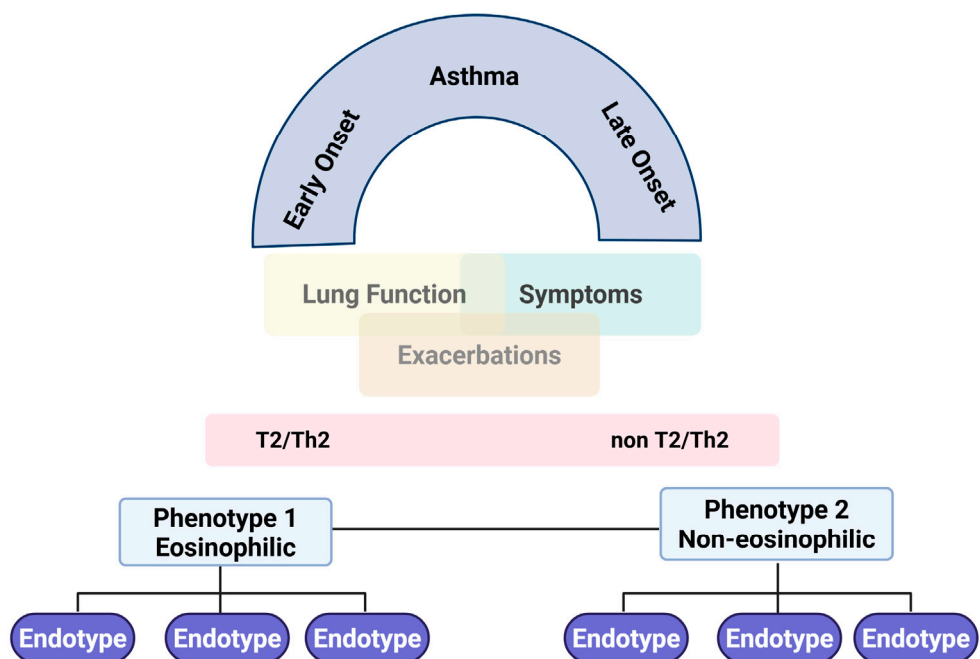 Asthma
Early Onset
Late Onset
Lung Function
Symptoms
Exacerbations
T2/Th2
non T2/Th2
Phenotype 1
Eosinophilic
Phenotype 2
Non-eosinophilic
Endotype
Endotype
Endotype
Endotype
Endotype
Endotype